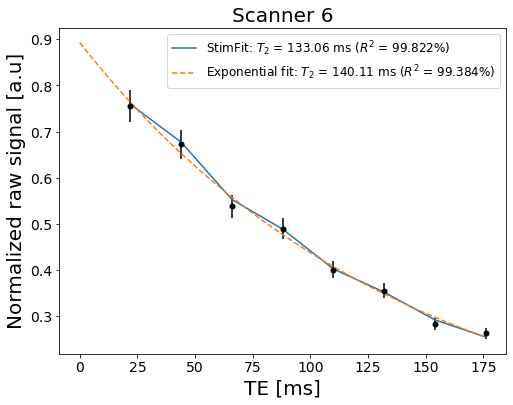 Scanner 6
StimFit: T₂ = 133.06 ms (R² = 99.822%)
Exponential fit: T₂ = 140.11 ms (R² = 99.384%)
Normalized raw signal [a.u]
0.9
0.8
0.7
0.6
0.5
0.4
0.3
0 25 50 75 100 125 150 175
TE [ms]